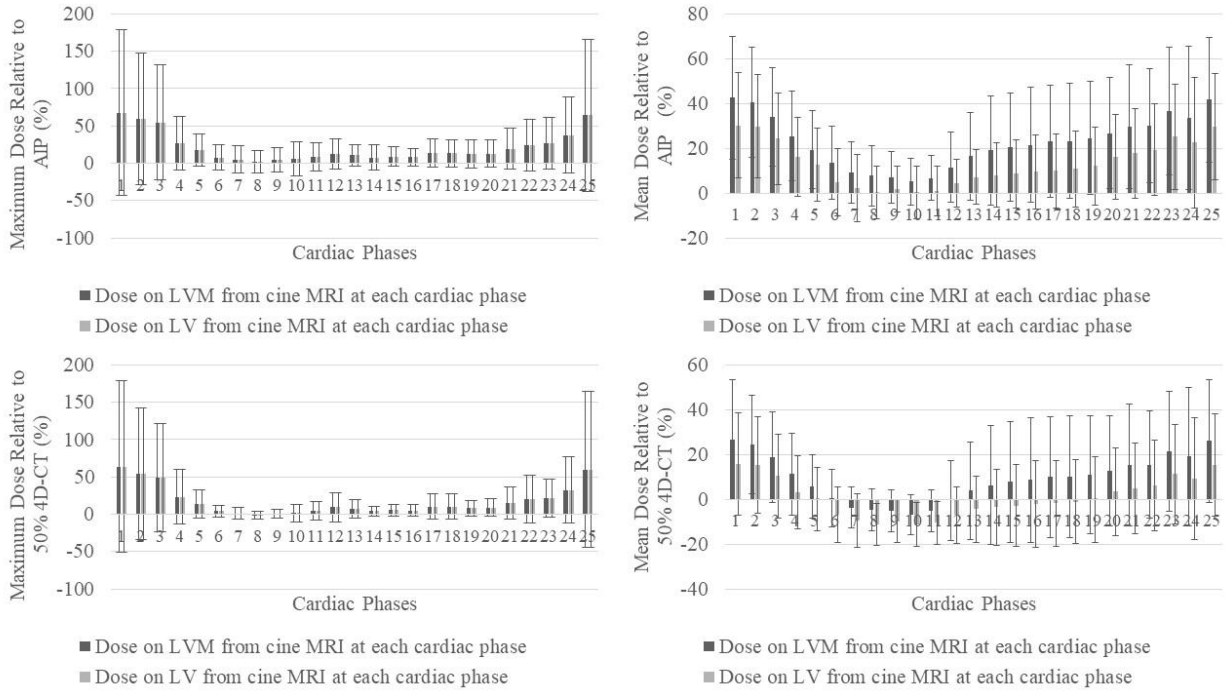 Maximum Dose Relative to
AIP (%)
200
150
100
50
0
-50
-100
1 2 3 4 5 6 7 8 9 10 11 12 13 14 15 16 17 18 19 20 21 22 23 24 25
Cardiac Phases
Dose on LVM from cine MRI at each cardiac phase
Dose on LV from cine MRI at each cardiac phase
Mean Dose Relative to
AIP (%)
80
60
40
20
0
-20
1 2 3 4 5 6 7 8 9 10 11 12 13 14 15 16 17 18 19 20 21 22 23 24 25
Cardiac Phases
Dose on LVM from cine MRI at each cardiac phase
Dose on LV from cine MRI at each cardiac phase
Maximum Dose Relative to
50% 4D-CT (%)
200
150
100
50
0
-50
-100
1 2 3 4 5 6 7 8 9 10 11 12 13 14 15 16 17 18 19 20 21 22 23 24 25
Cardiac Phases
Dose on LVM from cine MRI at each cardiac phase
Dose on LV from cine MRI at each cardiac phase
Mean Dose Relative to
50% 4D-CT (%)
60
40
20
0
-20
-40
1 2 3 4 5 6 7 8 9 10 11 12 13 14 15 16 17 18 19 20 21 22 23 24 25
Cardiac Phases
Dose on LVM from cine MRI at each cardiac phase
Dose on LV from cine MRI at each cardiac phase